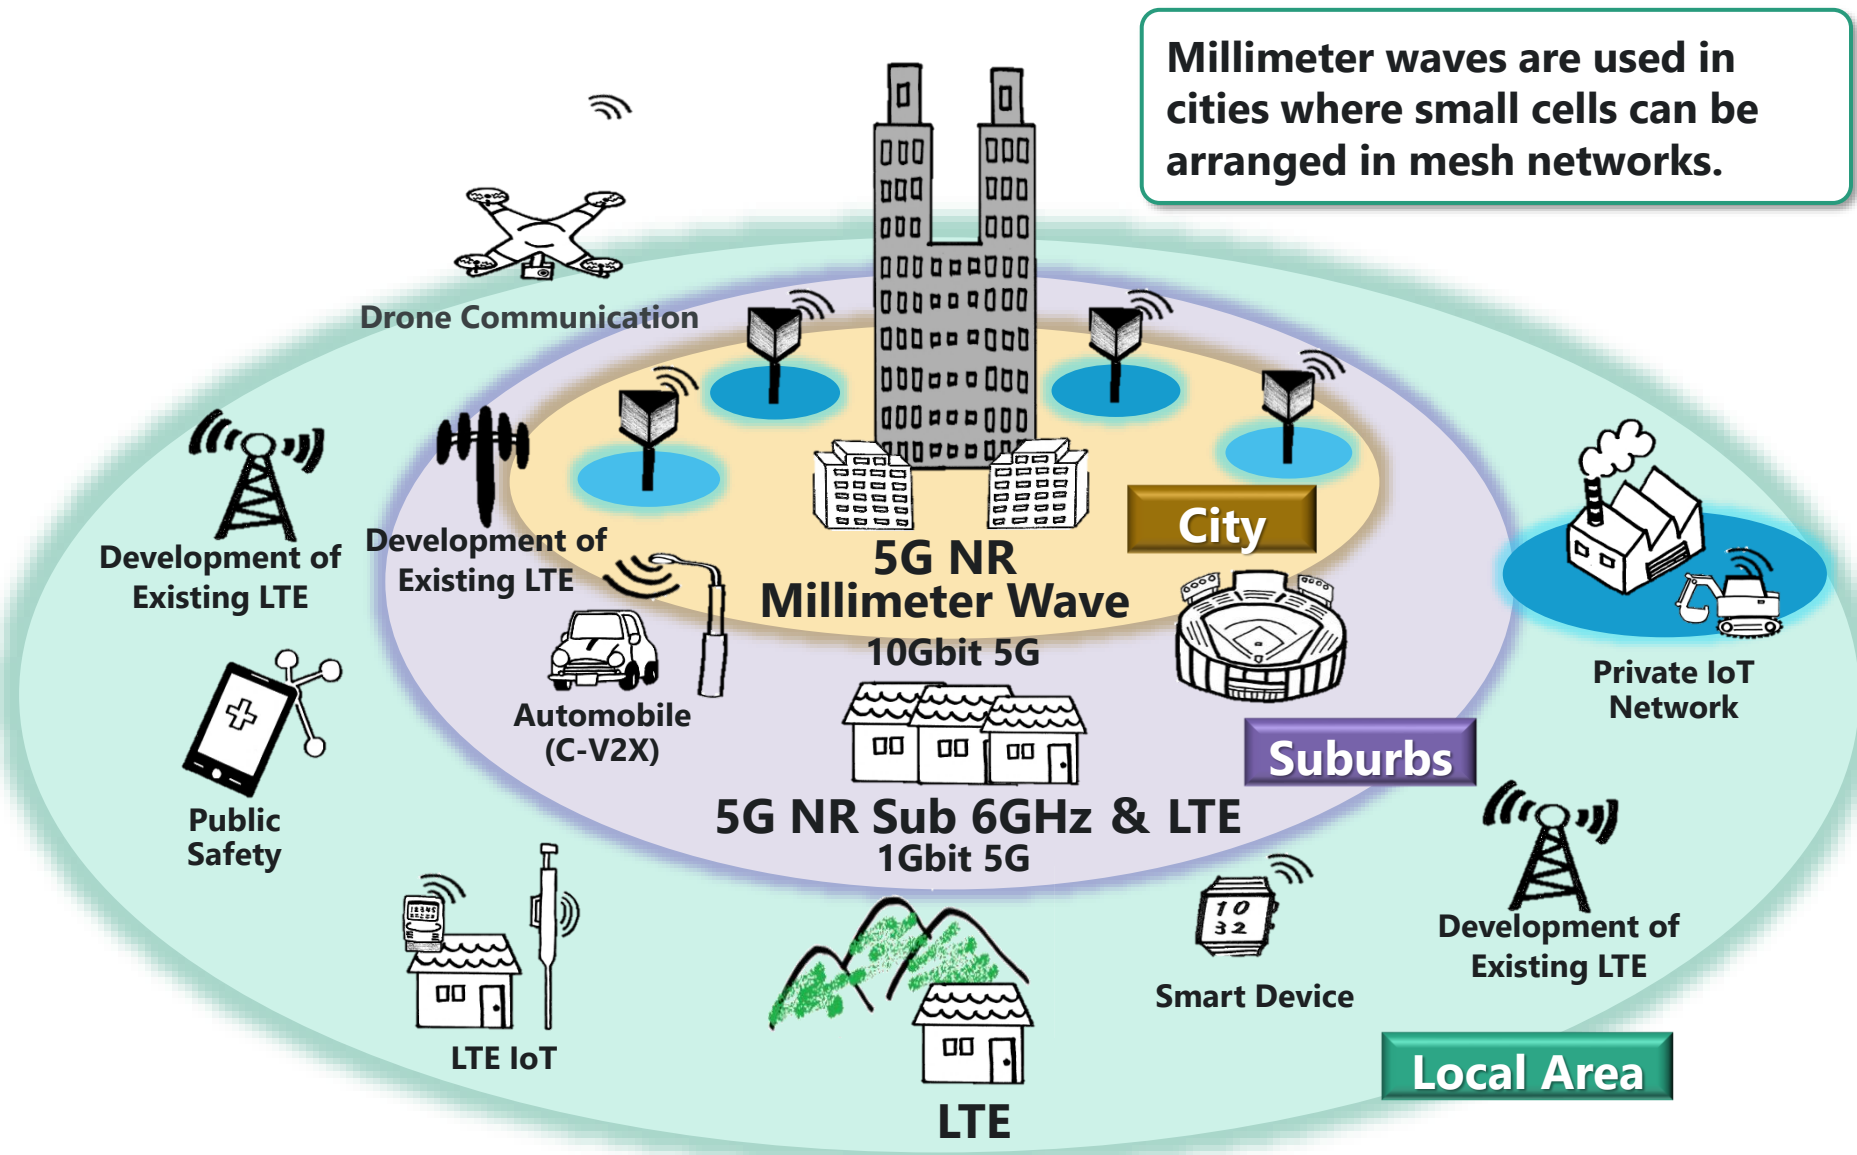 Millimeter waves are used in
cities where small cells can be
arranged in mesh networks.
Drone Communication
Development of
Existing LTE
Development of
Existing LTE
City
5G NR
Millimeter Wave
10Gbit 5G
Automobile
(C-V2X)
Private IoT
Network
Suburbs
5G NR Sub 6GHz & LTE
1Gbit 5G
Public
Safety
10
32
Smart Device
Development of
Existing LTE
LTE IoT
Local Area
LTE